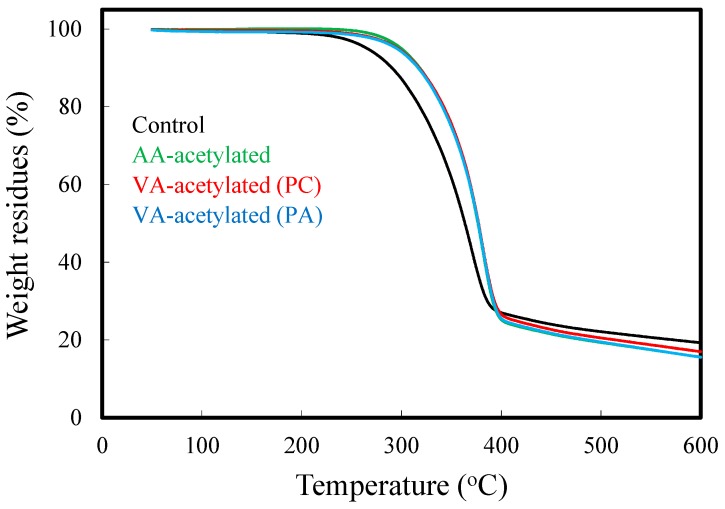 100
80
60
40
20
0
Weight residues (%)
Control
AA-acetylated
VA-acetylated (PC)
VA-acetylated (PA)
0 100 200 300 400 500 600
Temperature (°C)